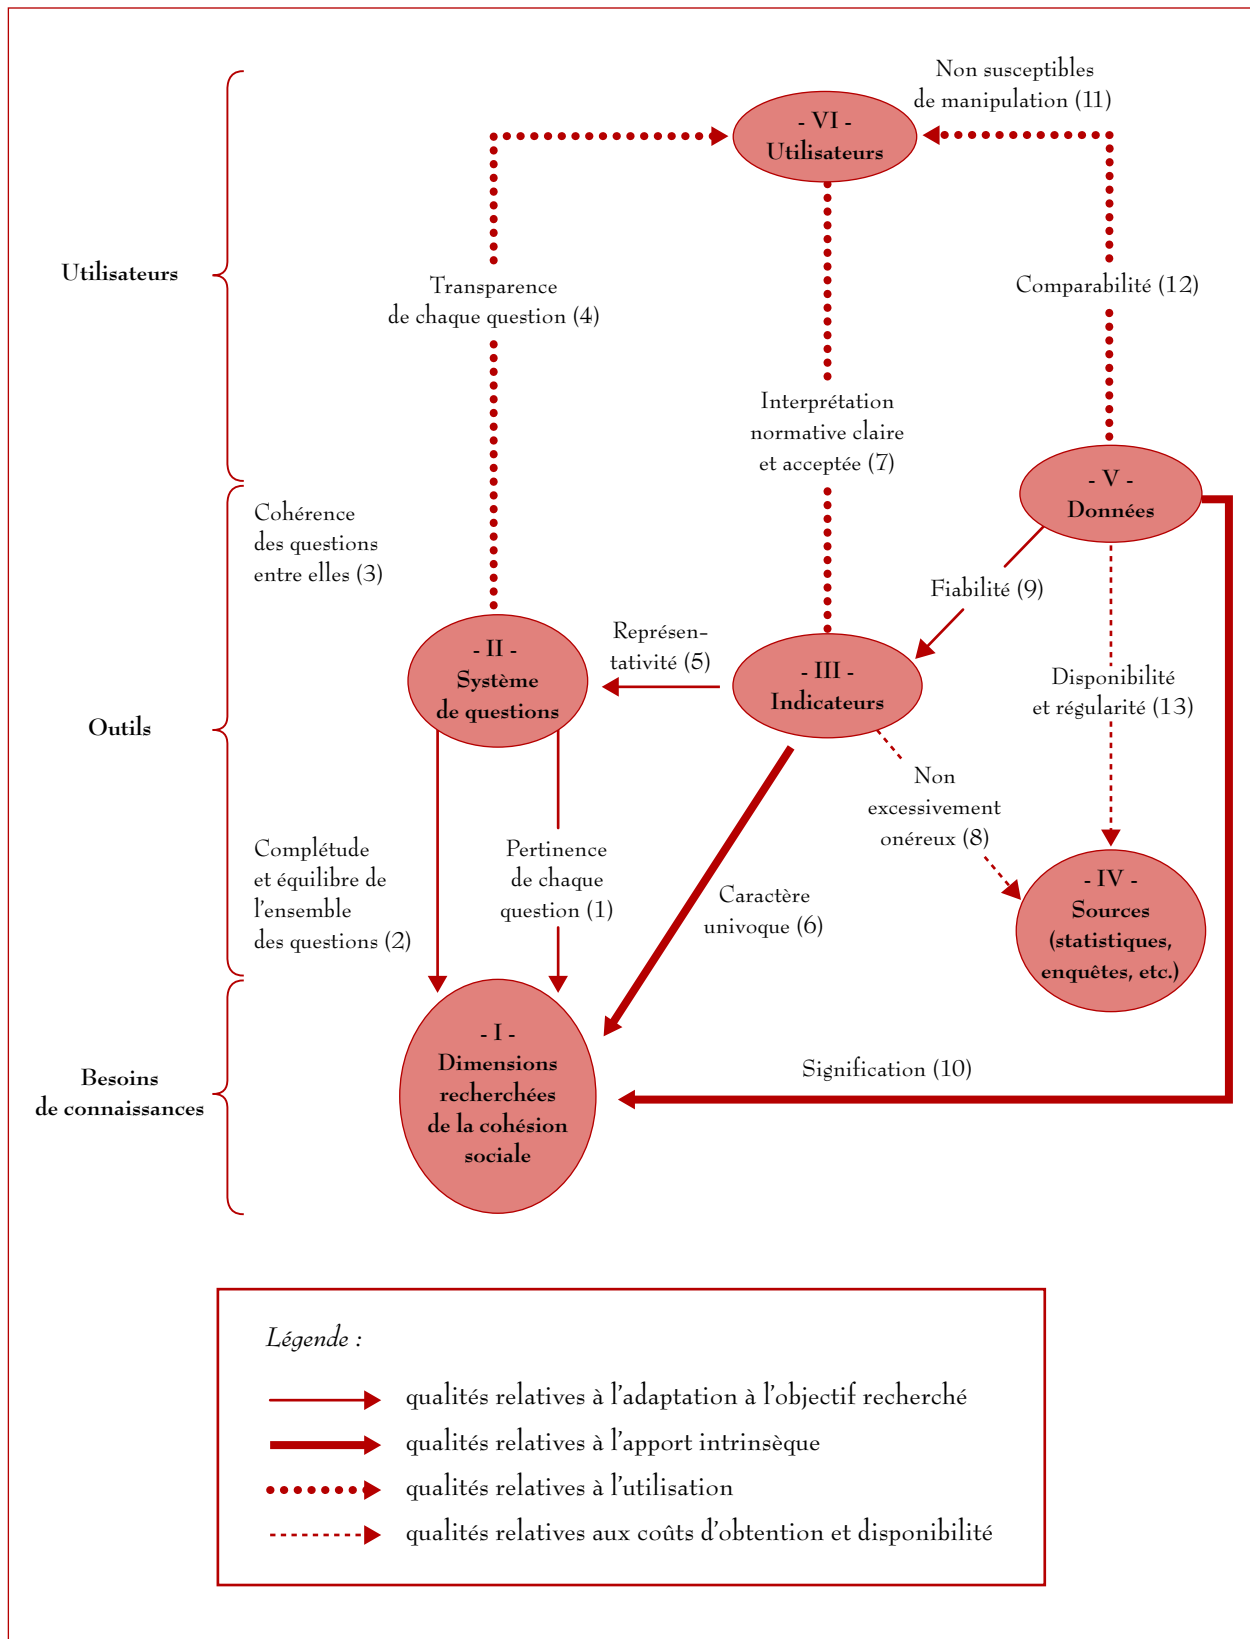 Non susceptibles
de manipulation (11)
- VI -
Utilisateurs
Utilisateurs
Transparence
de chaque question (4)
Comparabilité (12)
Interprétation
normative claire
et acceptée (7)
- V -
Données
Cohérence
des questions
entre elles (3)
Fiabilité (9)
Représen-
tativité (5)
- II -
Système
de questions
- III -
Indicateurs
Disponibilité
et régularité (13)
Outils
Non
excessivement
onéreux (8)
Complétude
et équilibre de
l'ensemble
des questions (2)
Pertinence
de chaque
question (1)
Caractère
univoque (6)
- IV -
Sources
(statistiques,
enquêtes, etc.)
- I -
Dimensions
recherchées
de la cohésion
sociale
Besoins
de connaissances
Signification (10)
Légende :
qualités relatives à l'adaptation à l'objectif recherché
qualités relatives à l'apport intrinsèque
qualités relatives à l'utilisation
qualités relatives aux coûts d'obtention et disponibilité